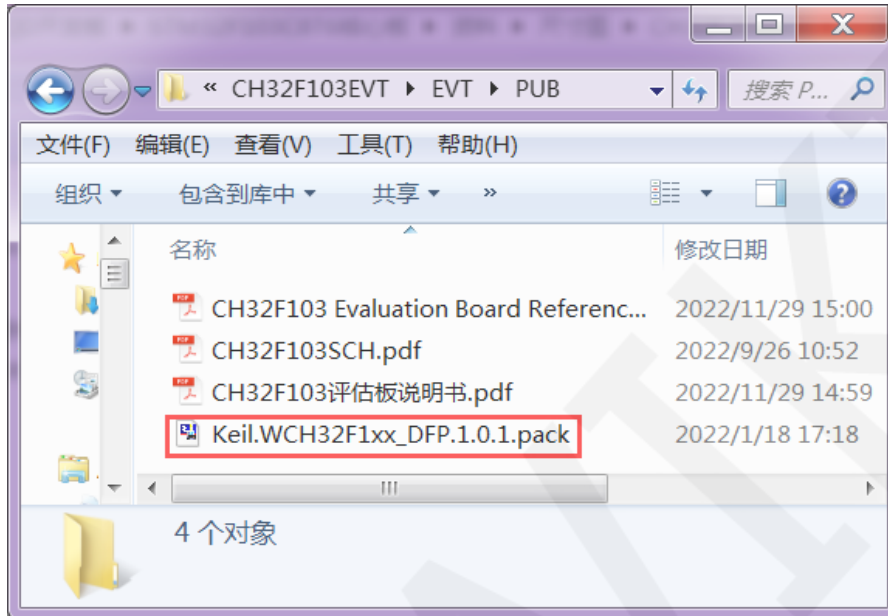 « CH32F103EVT ▸ EVT ▸ PUB
搜索 P...
文件(F) 编辑(E) 查看(V) 工具(T) 帮助(H)
组织 包含到库中 共享 »
名称 修改日期
CH32F103 Evaluation Board Referenc... 2022/11/29 15:00
CH32F103SCH.pdf 2022/9/26 10:52
CH32F103评估板说明书.pdf 2022/11/29 14:59
Keil.WCH32F1xx_DFP.1.0.1.pack 2022/1/18 17:18
4 个对象